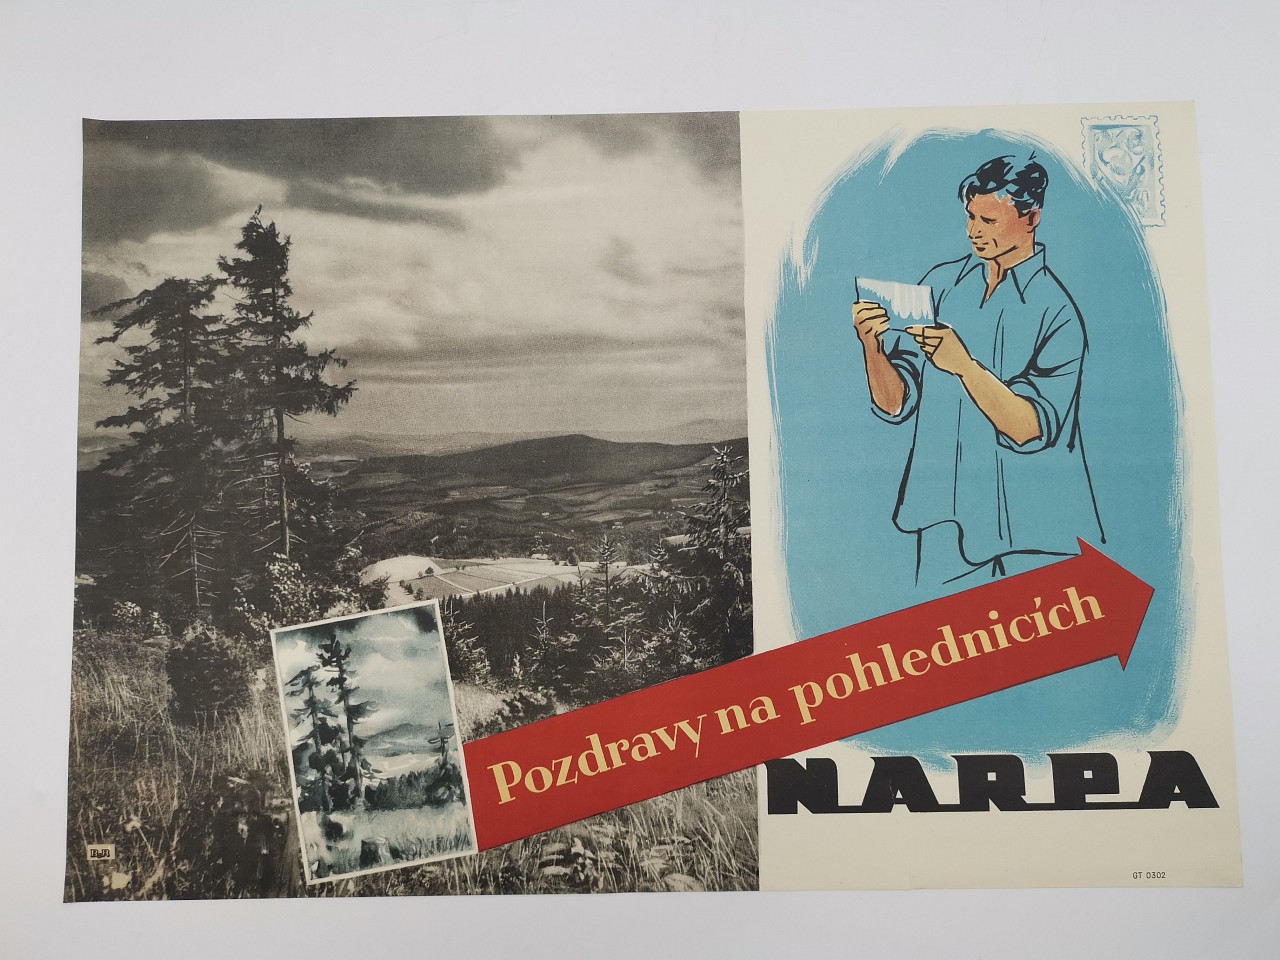 Pozdravy na pohlednicích
NARPA
GT 0302